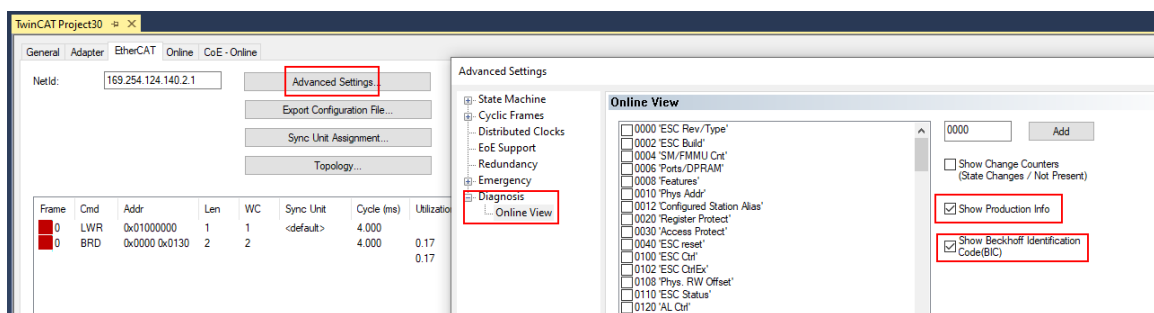 TwinCAT Project30
General Adapter EtherCAT Online CoE - Online
NetId: 169.254.124.140.2.1
Advanced Settings...
Export Configuration File...
Sync Unit Assignment...
Topology...
Frame Cmd Addr Len WC Sync Unit Cycle (ms) Utilizatio
0 LWR 0x01000000 1 1 <default> 4.000
0 BRD 0x0000 0x0130 2 2 4.000 0.17
0.17
Advanced Settings
State Machine
Cyclic Frames
Distributed Clocks
EoE Support
Redundancy
Emergency
Diagnosis
Online View
Online View
0000 'ESC Rev/Type'
0002 'ESC Build'
0004 'SM/FMMU Cnt'
0006 'Ports/DPRAM'
0008 'Features'
0010 'Phys Addr'
0012 'Configured Station Alias'
0020 'Register Protect'
0030 'Access Protect'
0040 'ESC reset'
0100 'ESC Ctrl'
0102 'ESC CtrlEx'
0108 'Phys. RW Offset'
0110 'ESC Status'
0120 'AL Ctrl'
0000 Add
Show Change Counters
(State Changes / Not Present)
Show Production Info
Show Beckhoff Identification
Code(BIC)